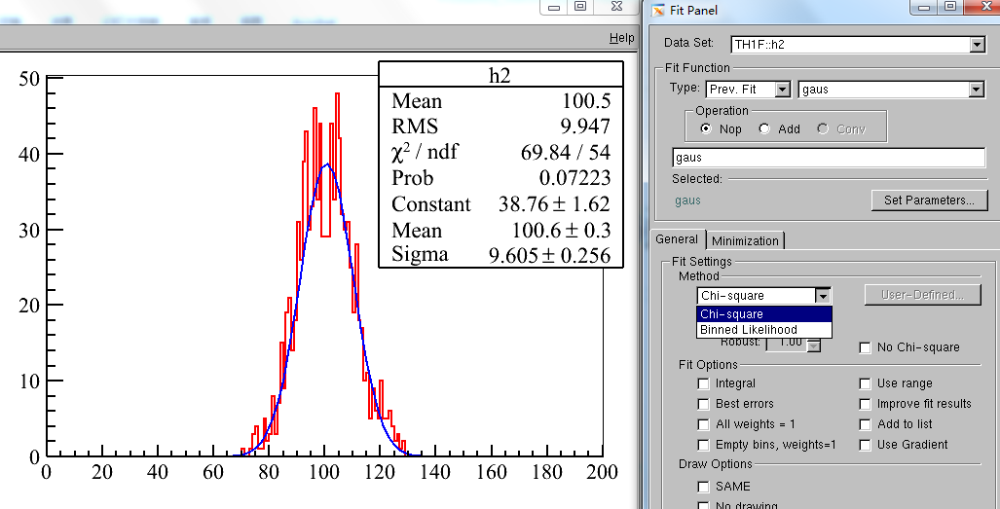 Help
h2
Mean 100.5
RMS 9.947
χ² / ndf 69.84 / 54
Prob 0.07223
Constant 38.76 ± 1.62
Mean 100.6 ± 0.3
Sigma 9.605 ± 0.256
50
40
30
20
10
0
0 20 40 60 80 100 120 140 160 180 200
Fit Panel
Data Set: TH1F::h2
Fit Function
Type: Prev. Fit gaus
Operation
Nop Add Conv
gaus
Selected:
gaus Set Parameters...
General Minimization
Fit Settings
Method
Chi-square User-Defined...
Chi-square
Binned Likelihood
Robust: 1.00 No Chi-square
Fit Options
Integral Use range
Best errors Improve fit results
All weights = 1 Add to list
Empty bins, weights=1 Use Gradient
Draw Options
SAME
No drawing